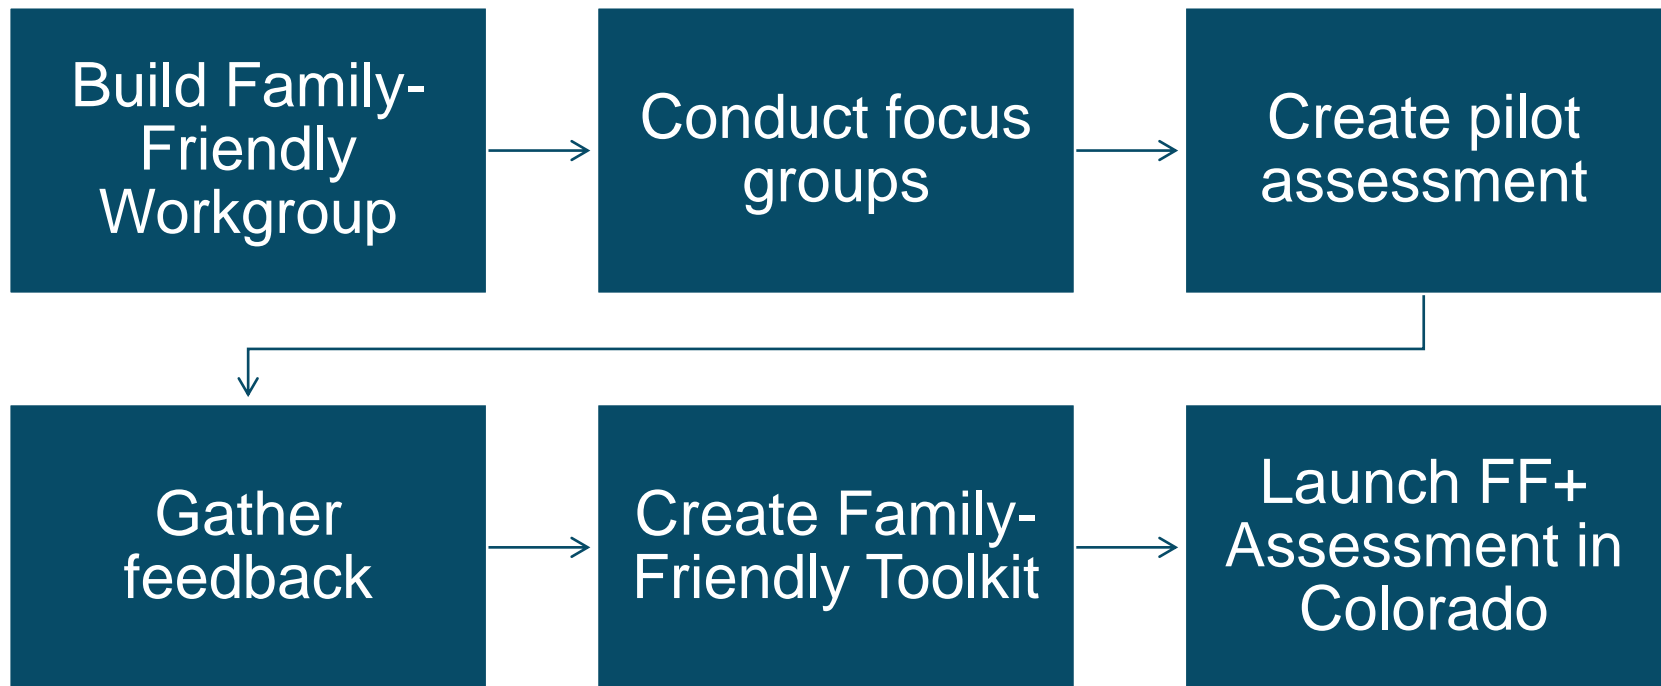 Build Family-
Friendly
Workgroup
Conduct focus
groups
Create pilot
assessment
Gather
feedback
Create Family-
Friendly Toolkit
Launch FF+
Assessment in
Colorado